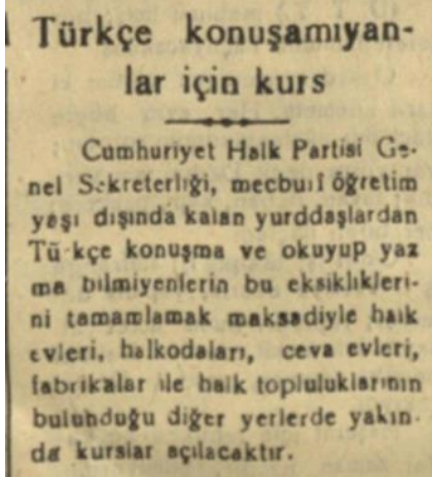 Türkçe konuşamıyan-
lar için kurs
Cumhuriyet Halk Partisi Ge-
nel Sekreterliği, mecburî öğretim
yaşı dışında kalan yurddaşlardan
Türkçe konuşma ve okuyup yaz
ma bilmiyenlerin bu eksiklikleri-
ni tamamlamak maksadiyle halk
evleri, halkodaları, ceva evleri,
fabrikalar ile halk topluluklarının
bulunduğu diğer yerlerde yakın-
da kurslar açılacaktır.